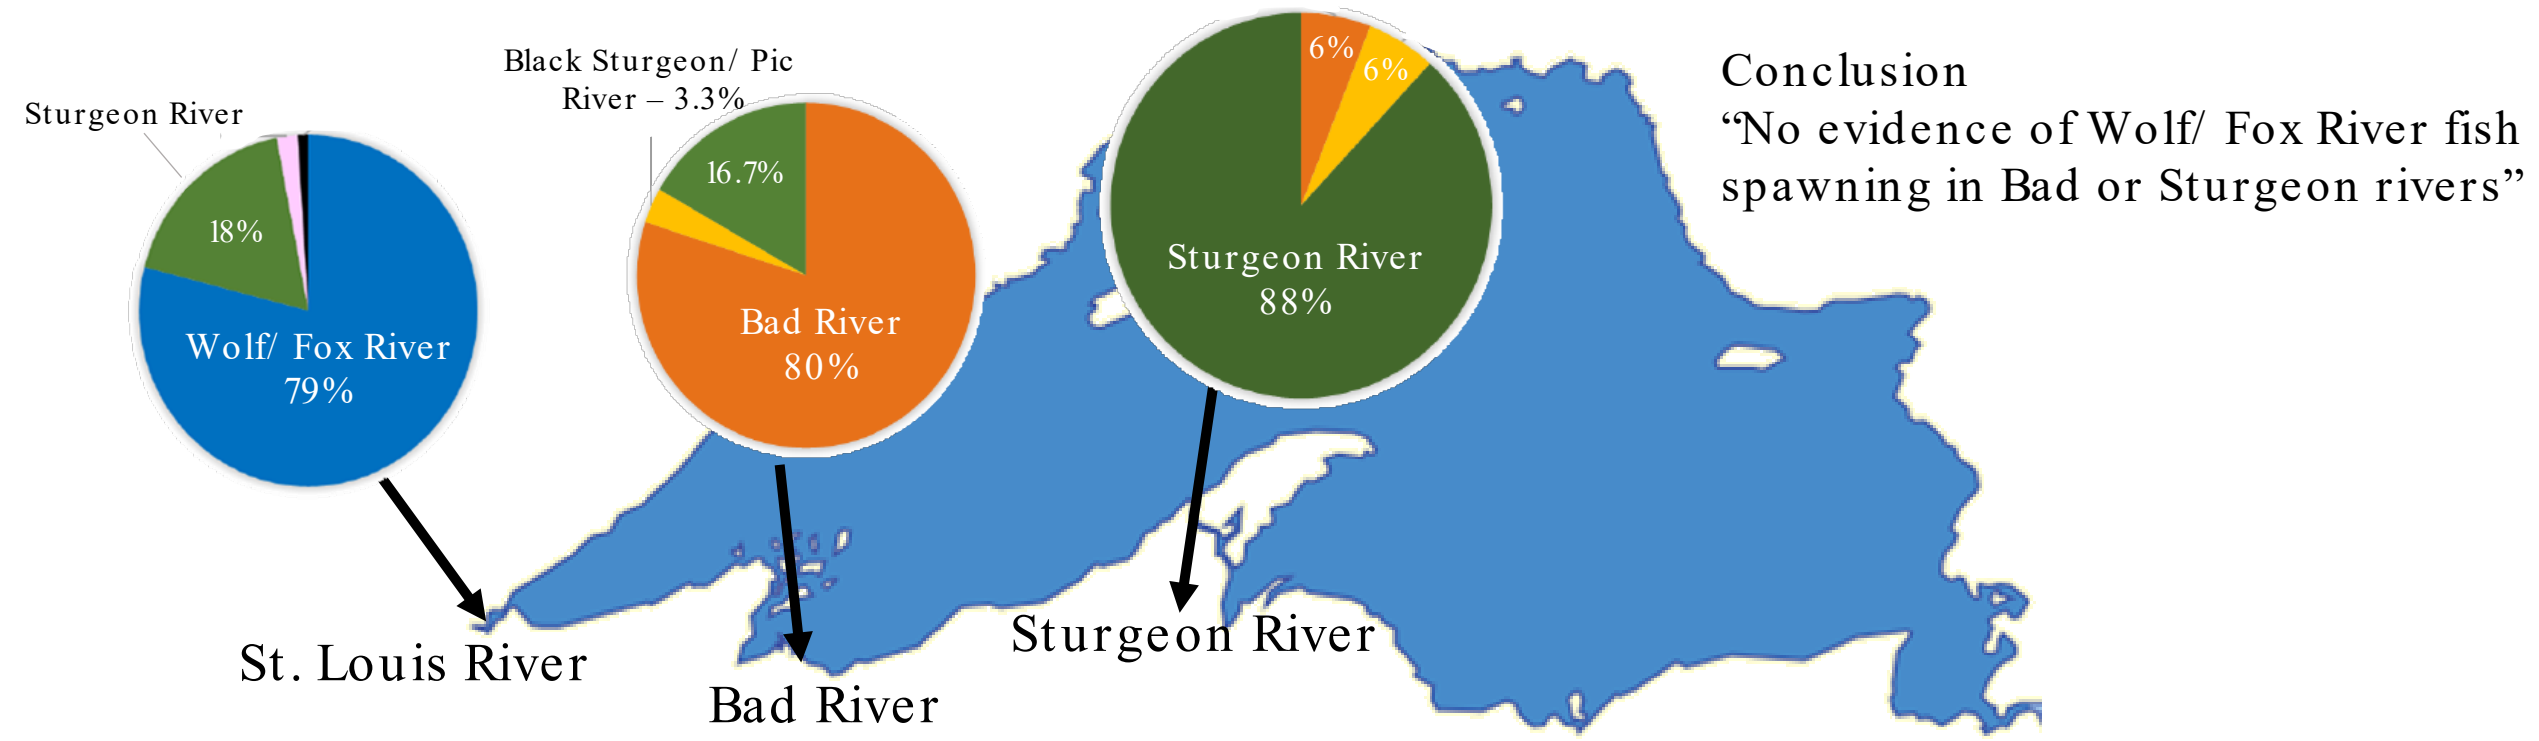 Sturgeon River
18%
Wolf/ Fox River
79%
St. Louis River
Black Sturgeon/ Pic
River – 3.3%
16.7%
Bad River
80%
Bad River
6%
6%
Sturgeon River
88%
Sturgeon River
Conclusion
“No evidence of Wolf/ Fox River fish
spawning in Bad or Sturgeon rivers”